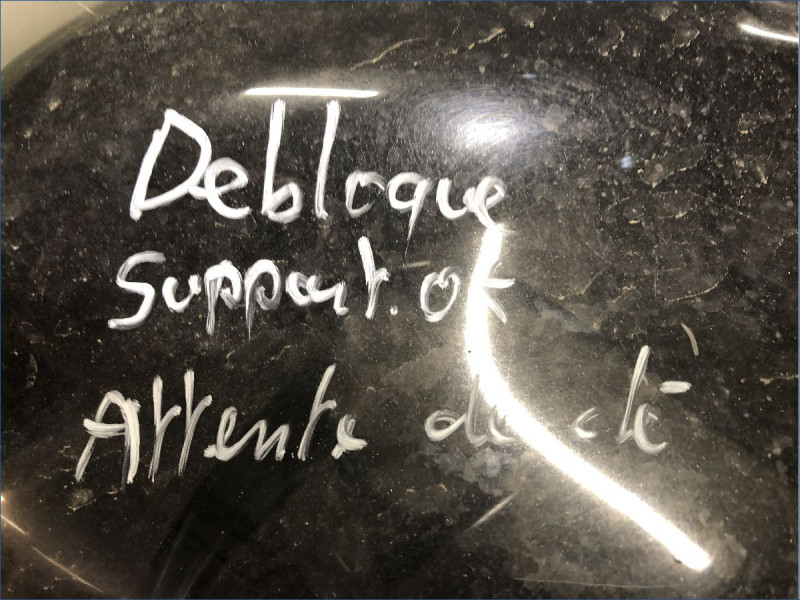 Debloque
Support. ok
Attente de clé